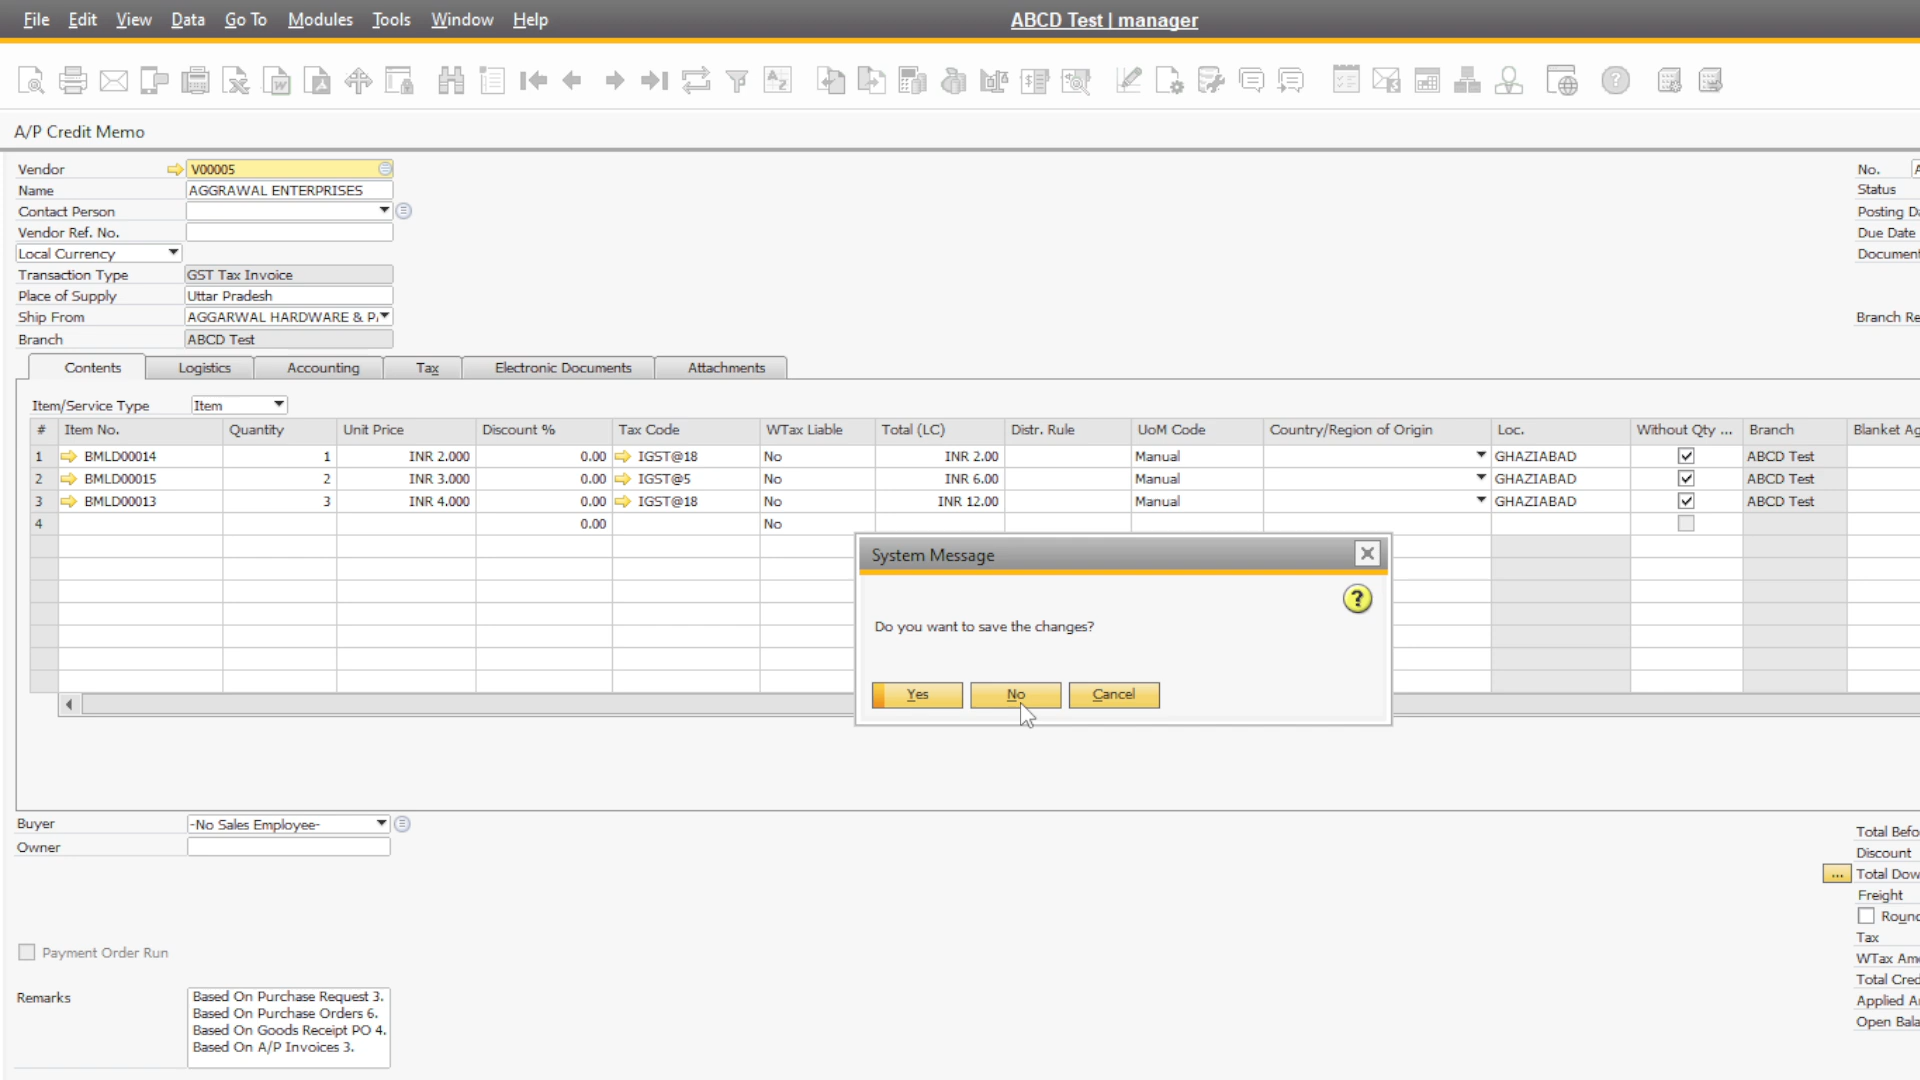 File Edit View Data Go To Modules Tools Window Help
ABCD Test | manager
A/P Credit Memo
Vendor V00005
Name AGGRAWAL ENTERPRISES
Contact Person
Vendor Ref. No.
Local Currency
Transaction Type GST Tax Invoice
Place of Supply Uttar Pradesh
Ship From AGGARWAL HARDWARE & P
Branch ABCD Test
No.
Status
Posting Da
Due Date
Document
Branch Re
Contents Logistics Accounting Tax Electronic Documents Attachments
Item/Service Type Item
# Item No. Quantity Unit Price Discount % Tax Code WTax Liable Total (LC) Distr. Rule UoM Code Country/Region of Origin Loc. Without Qty ... Branch Blanket Ag
1 BMLD00014 1 INR 2.000 0.00 IGST@18 No INR 2.00 Manual GHAZIABAD ABCD Test
2 BMLD00015 2 INR 3.000 0.00 IGST@5 No INR 6.00 Manual GHAZIABAD ABCD Test
3 BMLD00013 3 INR 4.000 0.00 IGST@18 No INR 12.00 Manual GHAZIABAD ABCD Test
4 0.00 No
System Message
?
Do you want to save the changes?
Yes No Cancel
Buyer -No Sales Employee-
Owner
Total Befo
Discount
... Total Dow
Freight
Roun
Tax
WTax Am
Total Cred
Applied A
Open Bala
Payment Order Run
Remarks
Based On Purchase Request 3.
Based On Purchase Orders 6.
Based On Goods Receipt PO 4.
Based On A/P Invoices 3.